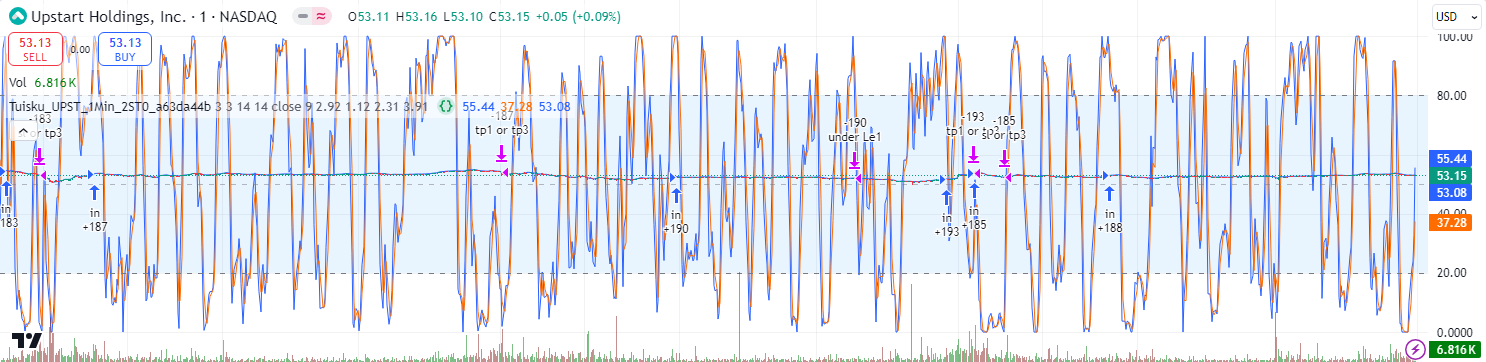 Upstart Holdings, Inc. · 1 · NASDAQ O53.11 H53.16 L53.10 C53.15 +0.05 (+0.09%)
USD
53.13 SELL
0.00
53.13 BUY
Vol 6.816 K
Tuisku_UPST_1Min_2ST0_a63da44b 3 3 14 14 close 9 2.92 1.12 2.31 3.91 {} 55.44 37.28 53.08
-183
or tp3
-187
tp1 or tp3
-190
under Le1
-193
tp1 or
-185
or tp3
in
183
in
+187
in
+190
in
+193
in
+185
in
+188
100.00
80.00
55.44
53.15
53.08
40.00
37.28
20.00
0.0000
6.816 K